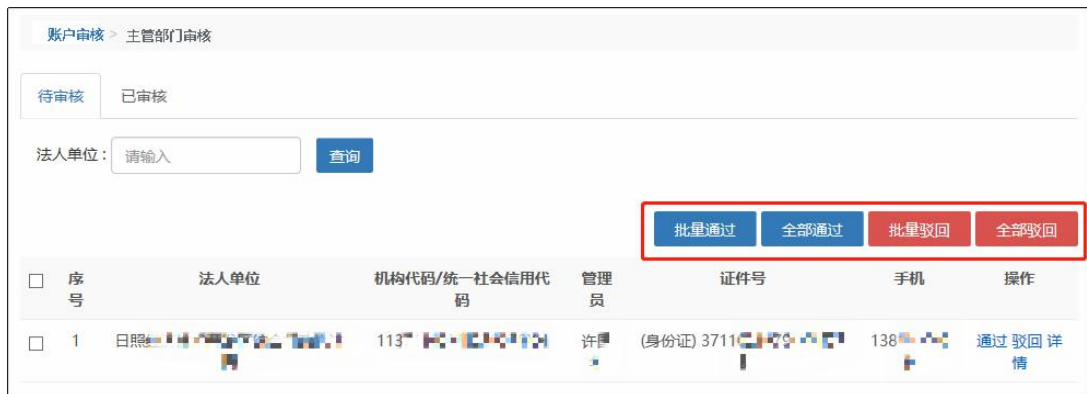 账户审核 > 主管部门审核
待审核 已审核
法人单位： 请输入 查询
批量通过 全部通过 批量驳回 全部驳回
序号 法人单位 机构代码/统一社会信用代码 管理员 证件号 手机 操作
1 日照 113 许 (身份证) 3711 79 138 通过 驳回 详情